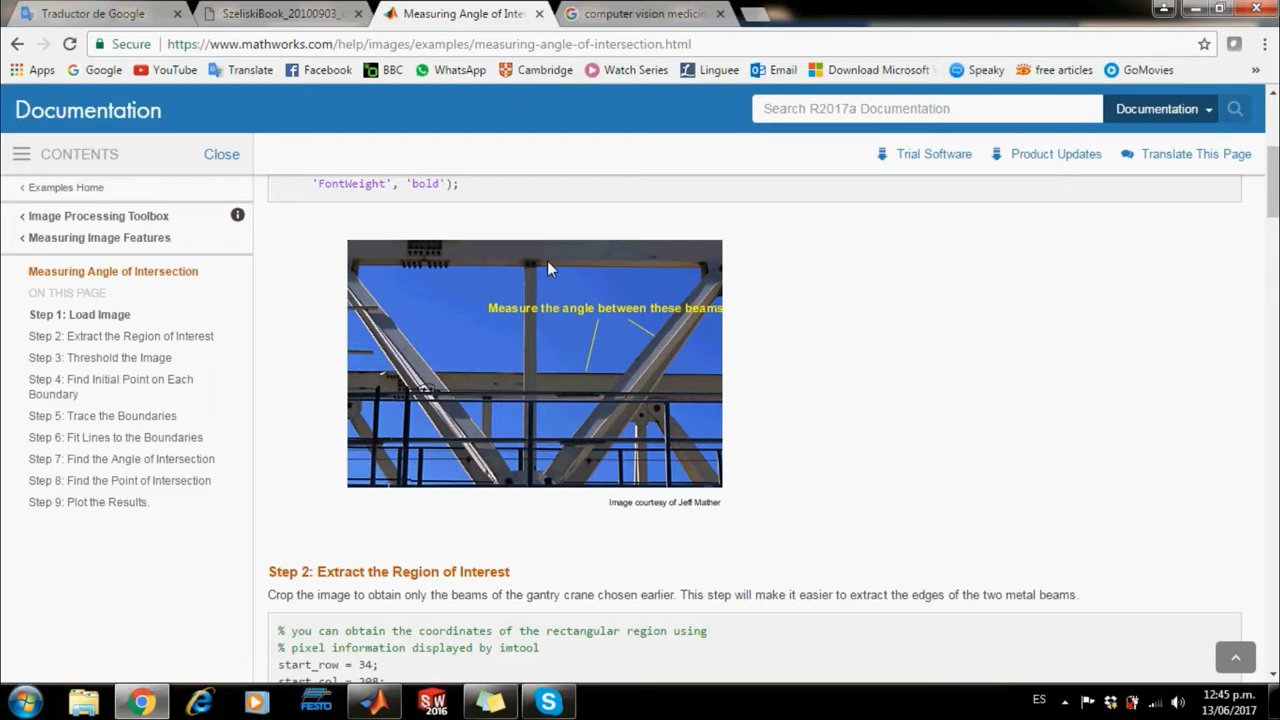 Traductor de Google
SzeliskiBook_20100903_
Measuring Angle of Inte
computer vision medicin
Secure
https://www.mathworks.com/help/images/examples/measuring-angle-of-intersection.html
Apps
Google
YouTube
Translate
Facebook
BBC
WhatsApp
Cambridge
Watch Series
Linguee
Email
Download Microsoft
Speaky
free articles
GoMovies
Documentation
Search R2017a Documentation
Documentation
CONTENTS
Close
Trial Software
Product Updates
Translate This Page
Examples Home
Image Processing Toolbox
Measuring Image Features
Measuring Angle of Intersection
ON THIS PAGE
Step 1: Load Image
Step 2: Extract the Region of Interest
Step 3: Threshold the Image
Step 4: Find Initial Point on Each
Boundary
Step 5: Trace the Boundaries
Step 6: Fit Lines to the Boundaries
Step 7: Find the Angle of Intersection
Step 8: Find the Point of Intersection
Step 9: Plot the Results.
'FontWeight', 'bold');
Measure the angle between these beams
Image courtesy of Jeff Mather
Step 2: Extract the Region of Interest
Crop the image to obtain only the beams of the gantry crane chosen earlier. This step will make it easier to extract the edges of the two metal beams.
% you can obtain the coordinates of the rectangular region using
% pixel information displayed by imtool
start_row = 34;
start_col = 208;
FESTO
SW
2016
ES
12:45 p.m.
13/06/2017